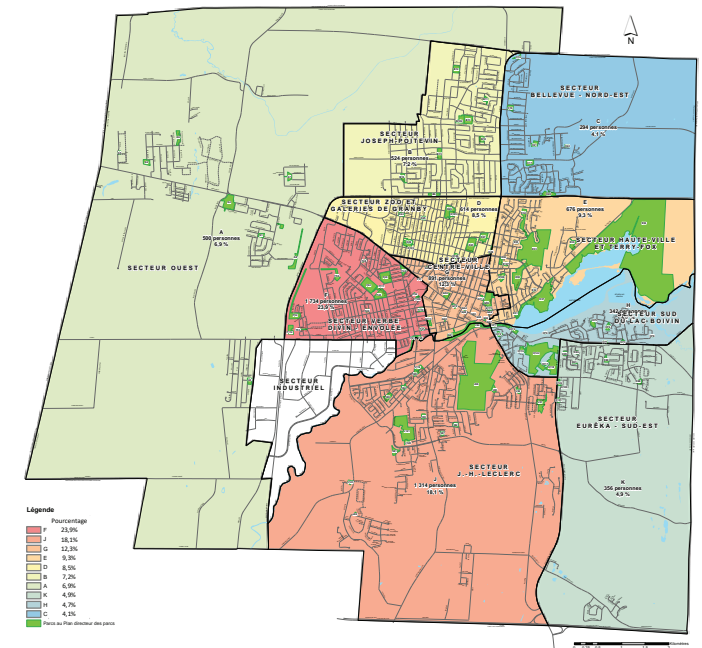 N
SECTEUR
BELLEVUE - NORD-EST
C
4,1 %
SECTEUR
JOSEPH-POITEVIN
B
524 personnes
7,2 %
SECTEUR ZOO ET
GALERIES DE GRANBY
D
614 personnes
8,5 %
E
676 personnes
9,3 %
SECTEUR HAUTE-VILLE
ET TERRY-FOX
A
6,9 %
SECTEUR OUEST
SECTEUR
CENTRE-VILLE
G
891 personnes
12,3 %
1 734 personnes
23,9 %
SECTEUR VERBE
DIVIN - ENVOLÉE
H
SECTEUR SUD
DU LAC BOIVIN
SECTEUR
INDUSTRIEL
SECTEUR
EURÊKA - SUD-EST
K
356 personnes
4,9 %
SECTEUR
J.-H.-LECLERC
J
1 314 personnes
18,1 %
Légende
Pourcentage
F 23,9%
J 18,1%
G 12,3%
E 9,3%
D 8,5%
B 7,2%
A 6,9%
K 4,9%
H 4,7%
C 4,1%
Parcs au Plan directeur des parcs